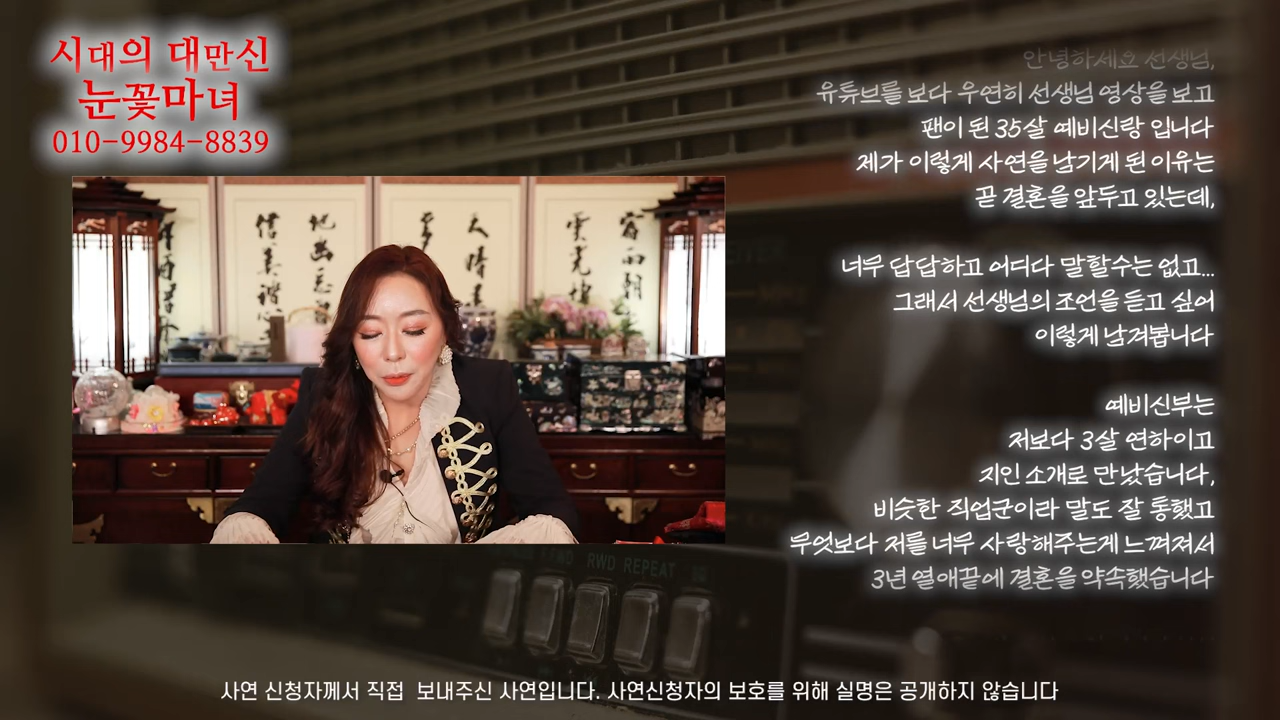 시대의 대만신
눈꽃마녀
010-9984-8839
안녕하세요 선생님,
유튜브를 보다 우연히 선생님 영상을 보고
팬이 된 35살 예비신랑 입니다
제가 이렇게 사연을 남기게 된 이유는
곧 결혼을 앞두고 있는데,
너무 답답하고 어디다 말할수는 없고...
그래서 선생님의 조언을 듣고 싶어
이렇게 남겨봅니다
예비신부는
저보다 3살 연하이고
지인 소개로 만났습니다,
비슷한 직업군이라 말도 잘 통했고
무엇보다 저를 너무 사랑해주는게 느껴져서
3년 열애끝에 결혼을 약속했습니다
RWD REPEAT
사연 신청자께서 직접 보내주신 사연입니다. 사연신청자의 보호를 위해 실명은 공개하지 않습니다